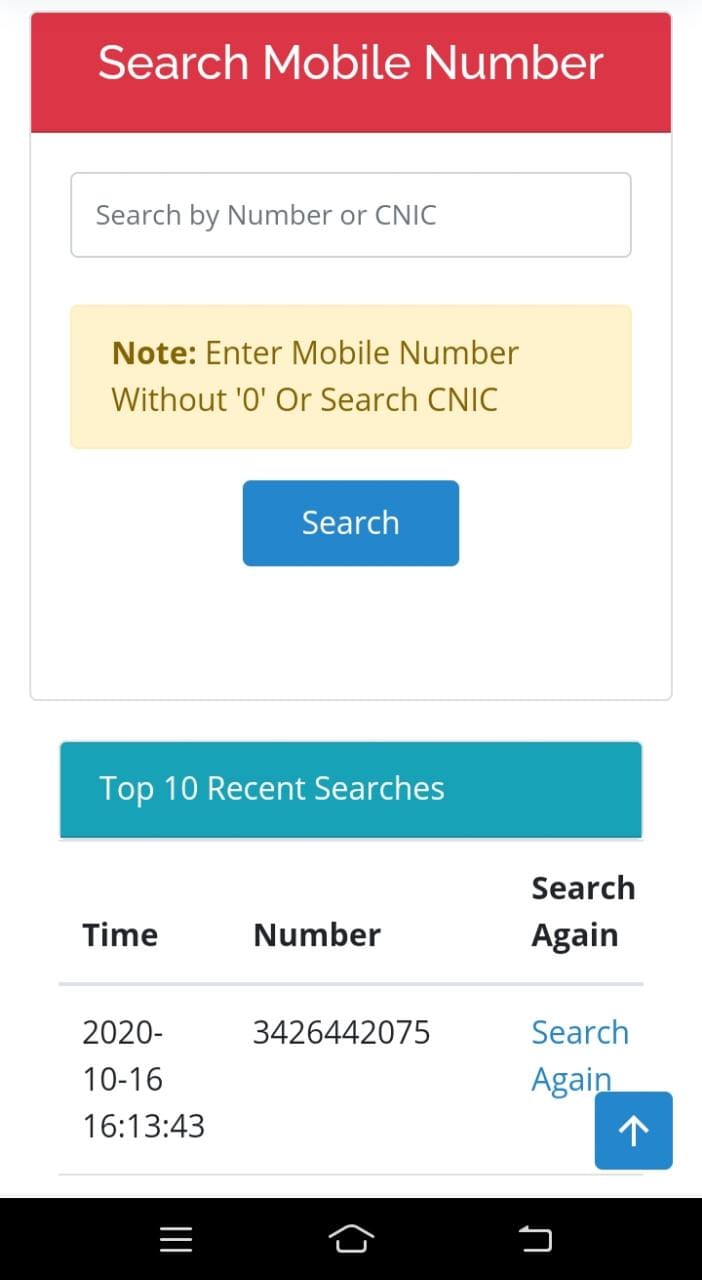 Search Mobile Number
Search by Number or CNIC
Note: Enter Mobile Number
Without '0' Or Search CNIC
Search
Top 10 Recent Searches
Time Number Search Again
2020-10-16 16:13:43 3426442075 Search Again